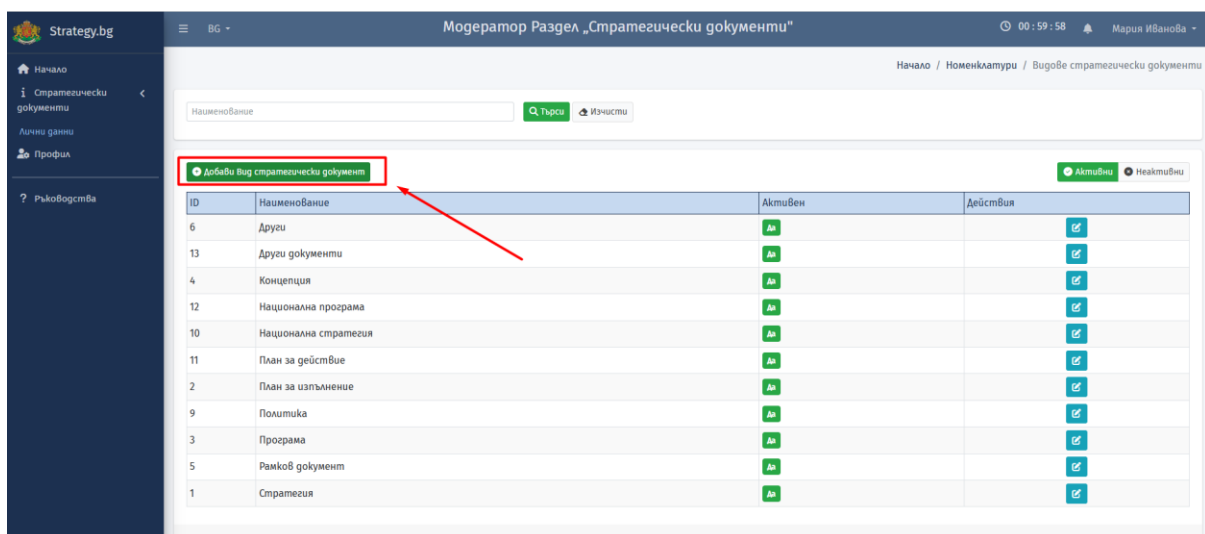 Strategy.bg
BG
Модератор Раздел „Стратегически документи"
00 : 59 : 58
Мария Иванова
Начало
Стратегически документи
Лични данни
Профил
? Ръководства
Начало / Номенклатури / Видове стратегически документи
Наименование
Търси
Изчисти
Добави Вид стратегически документ
Активни
Неактивни
ID Наименование Активен Действия
6 Други Да
13 Други документи Да
4 Концепция Да
12 Национална програма Да
10 Национална стратегия Да
11 План за действие Да
2 План за изпълнение Да
9 Политика Да
3 Програма Да
5 Рамков документ Да
1 Стратегия Да